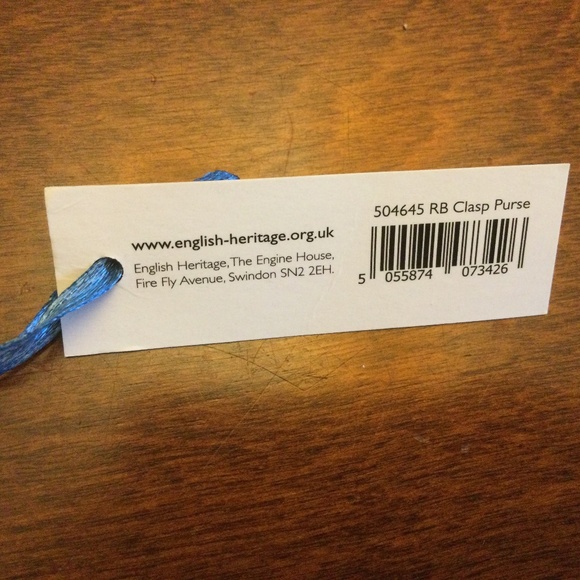 www.english-heritage.org.uk
English Heritage, The Engine House,
Fire Fly Avenue, Swindon SN2 2EH.
504645 RB Clasp Purse
5 055874 073426